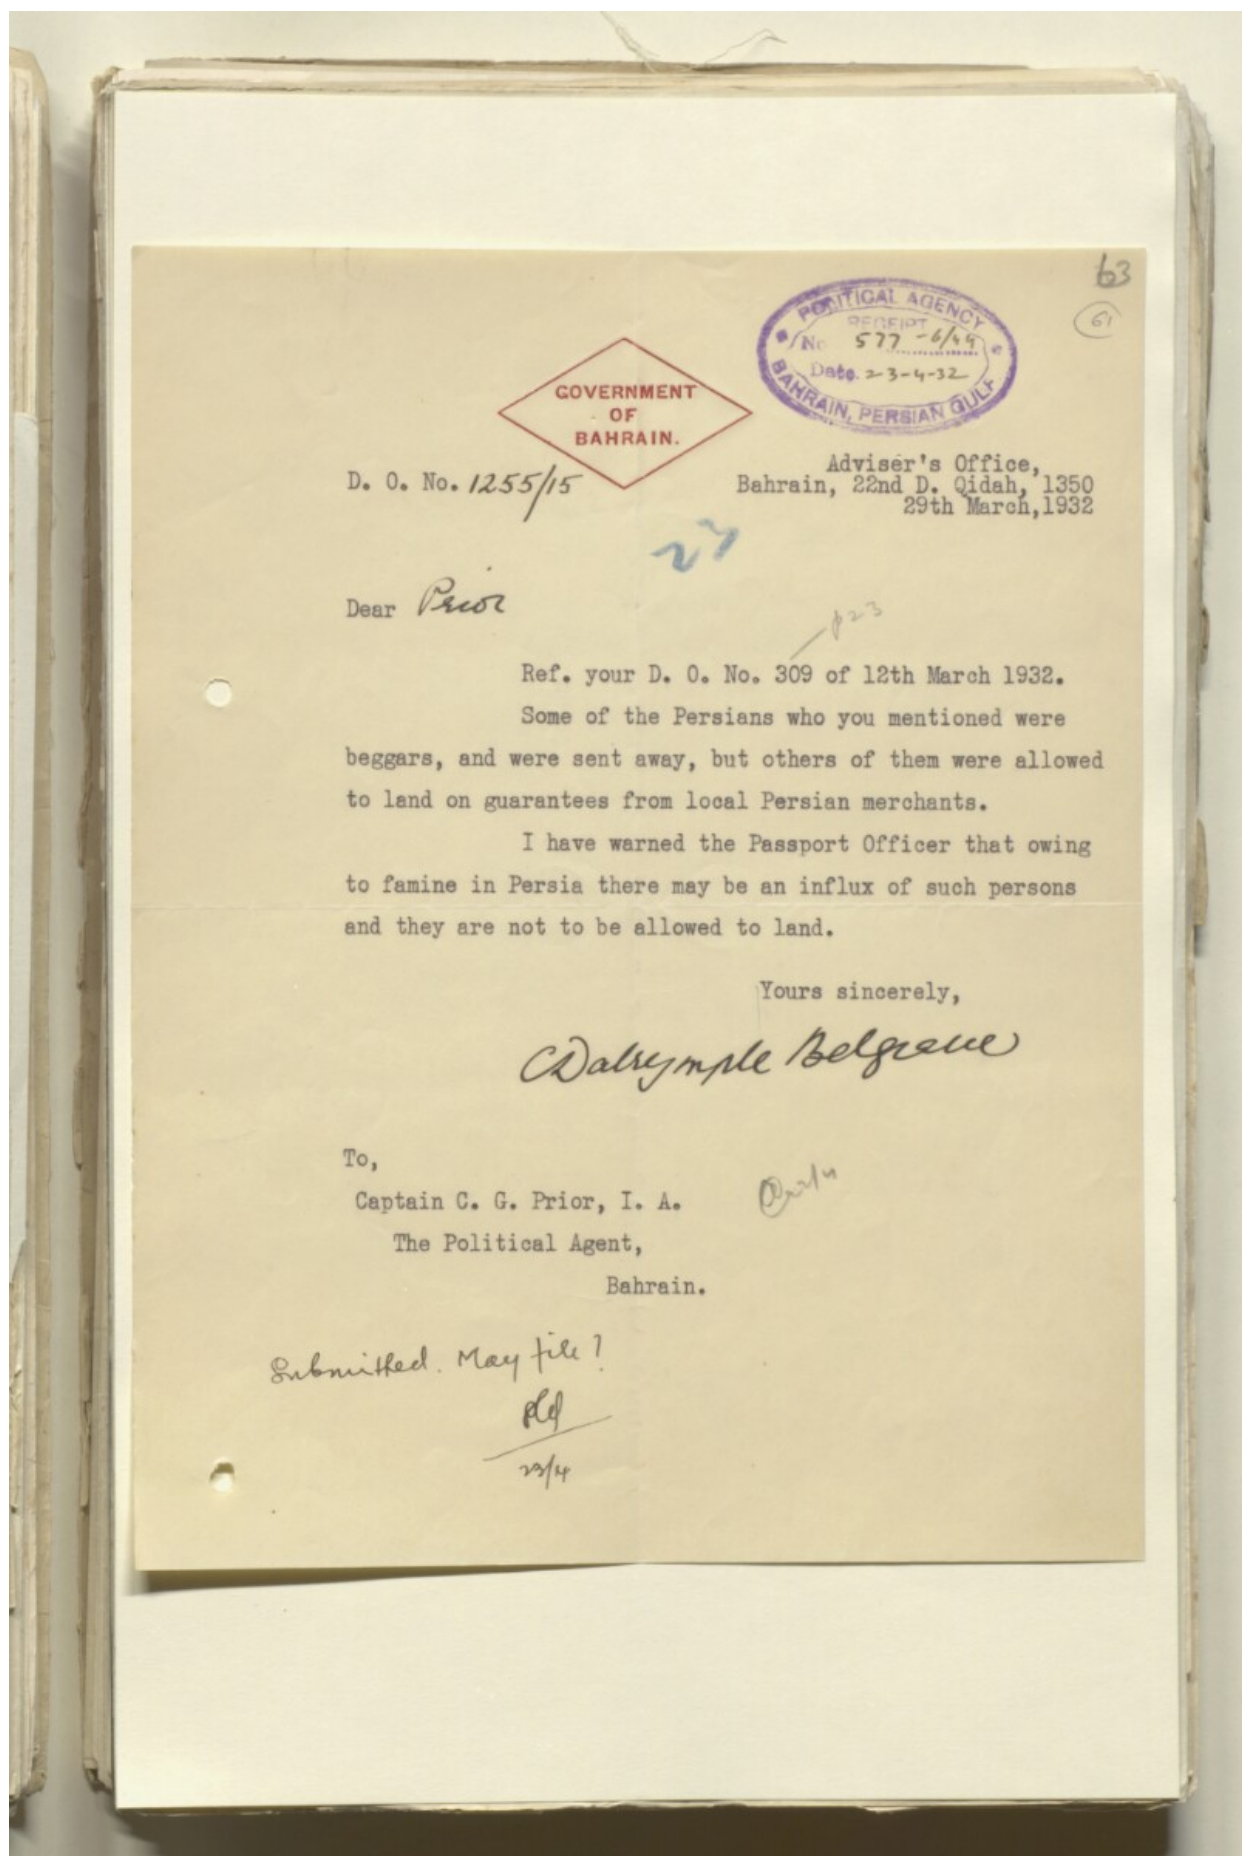 63
61
POLITICAL AGENCY
RECEIPT
No 577-6/44
Date. 23-4-32
BAHRAIN, PERSIAN GULF
GOVERNMENT
OF
BAHRAIN.
D. O. No. 1255/15
Adviser's Office,
Bahrain, 22nd D. Qidah, 1350
29th March,1932
27
Dear Prior
p23
Ref. your D. O. No. 309 of 12th March 1932.
Some of the Persians who you mentioned were
beggars, and were sent away, but others of them were allowed
to land on guarantees from local Persian merchants.
I have warned the Passport Officer that owing
to famine in Persia there may be an influx of such persons
and they are not to be allowed to land.
Yours sincerely,
CDalrymple Belgrave
To,
Captain C. G. Prior, I. A.
The Political Agent,
Bahrain.
Submitted. May file?
23/4